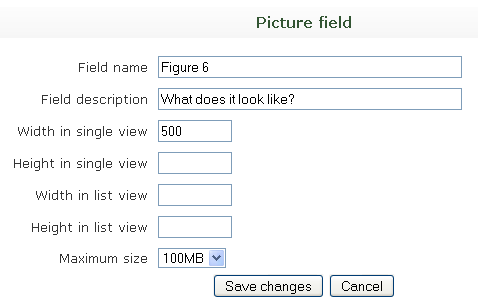 Picture field
Field name Figure 6
Field description What does it look like?
Width in single view 500
Height in single view
Width in list view
Height in list view
Maximum size 100MB
Save changes Cancel